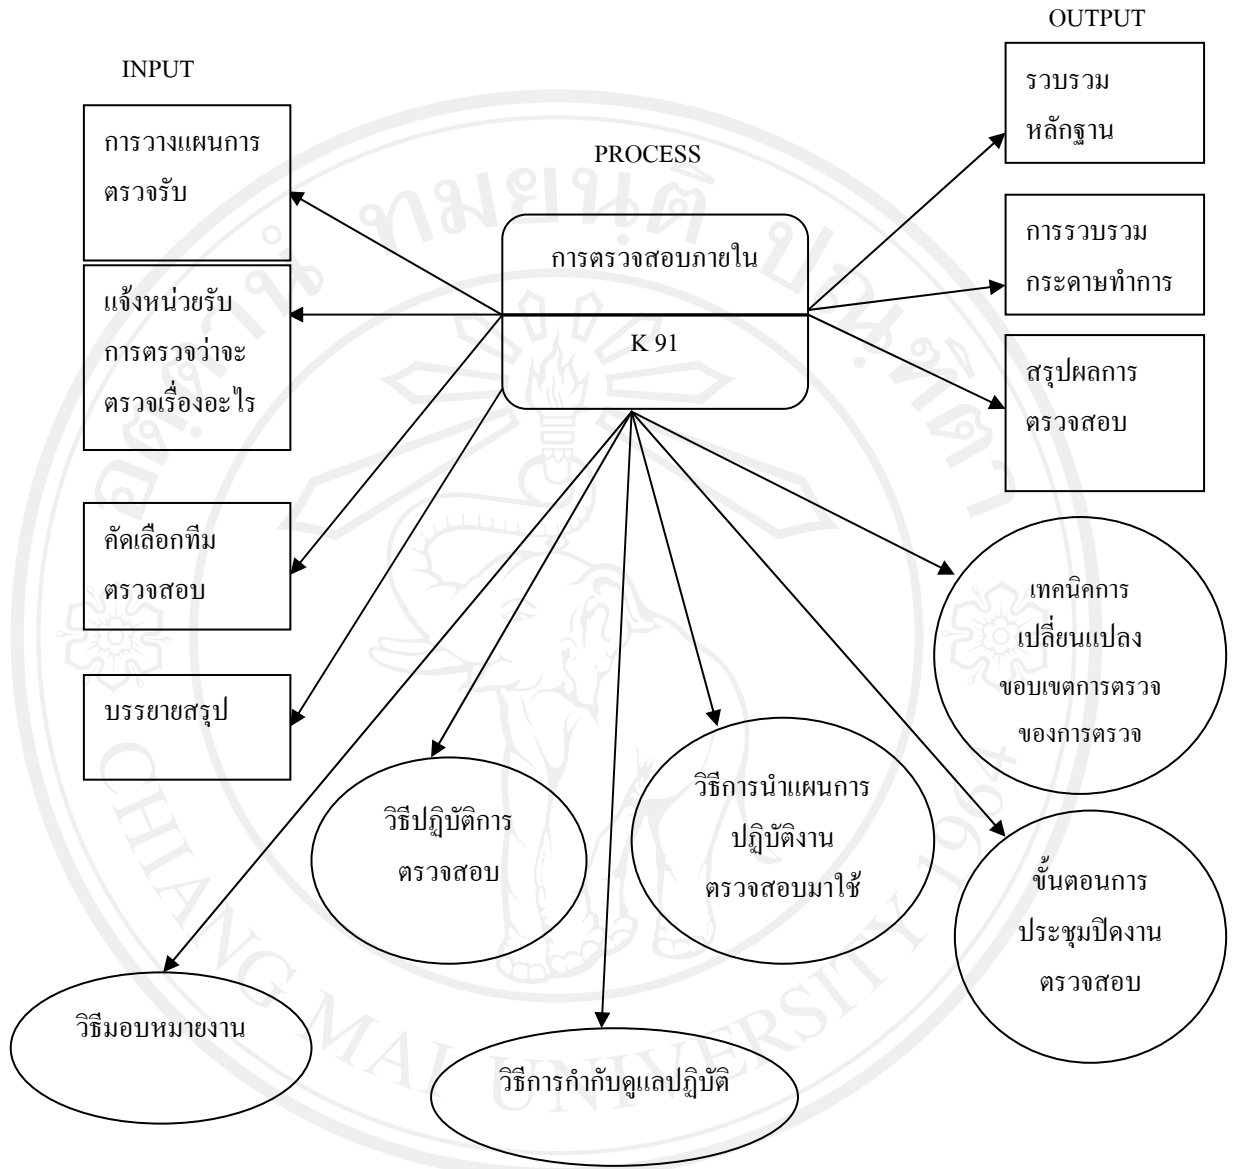 OUTPUT
INPUT
รวบรวม
หลักฐาน
การวางแผนการ
ตรวจรับ
PROCESS
การรวบรวม
กระดาษทำการ
การตรวจสอบภายใน
K 91
แจ้งหน่วยรับ
การตรวจว่าจะ
ตรวจเรื่องอะไร
สรุปผลการ
ตรวจสอบ
คัดเลือกทีม
ตรวจสอบ
เทคนิคการ
เปลี่ยนแปลง
ขอบเขตการตรวจ
ของการตรวจ
บรรยายสรุป
วิธีปฏิบัติการ
ตรวจสอบ
วิธีการนำแผนการ
ปฏิบัติงาน
ตรวจสอบมาใช้
ขั้นตอนการ
ประชุมปิดงาน
ตรวจสอบ
วิธีมอบหมายงาน
วิธีการกำกับดูแลปฏิบัติ
CHIANG MAI UNIVERSITY 1964